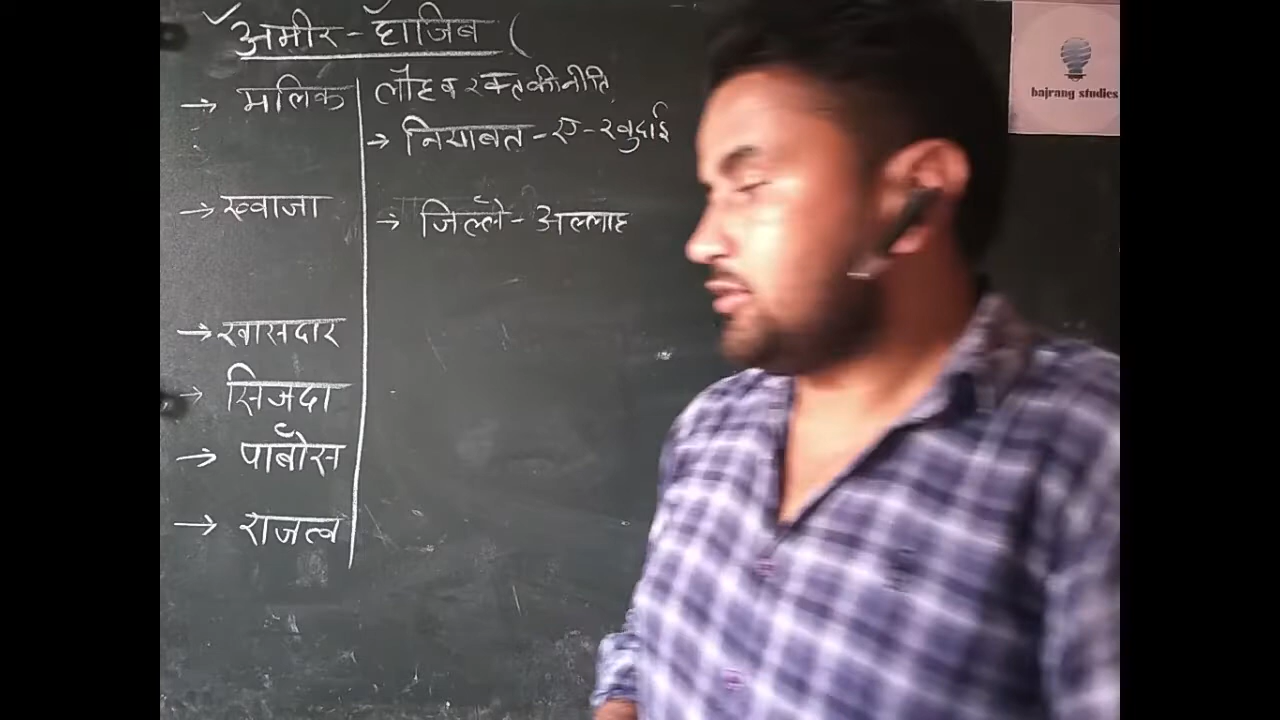 अमीर-हाजिब (
→ मलिक
→ ख्वाजा
→ खासदार
→ सिजदा
→ पाबोस
→ राजत्व
लौह व रक्त की नीति
→ नियाबत-ए-खुदाई
→ जिल्ले-अल्लाह
bajrang studies